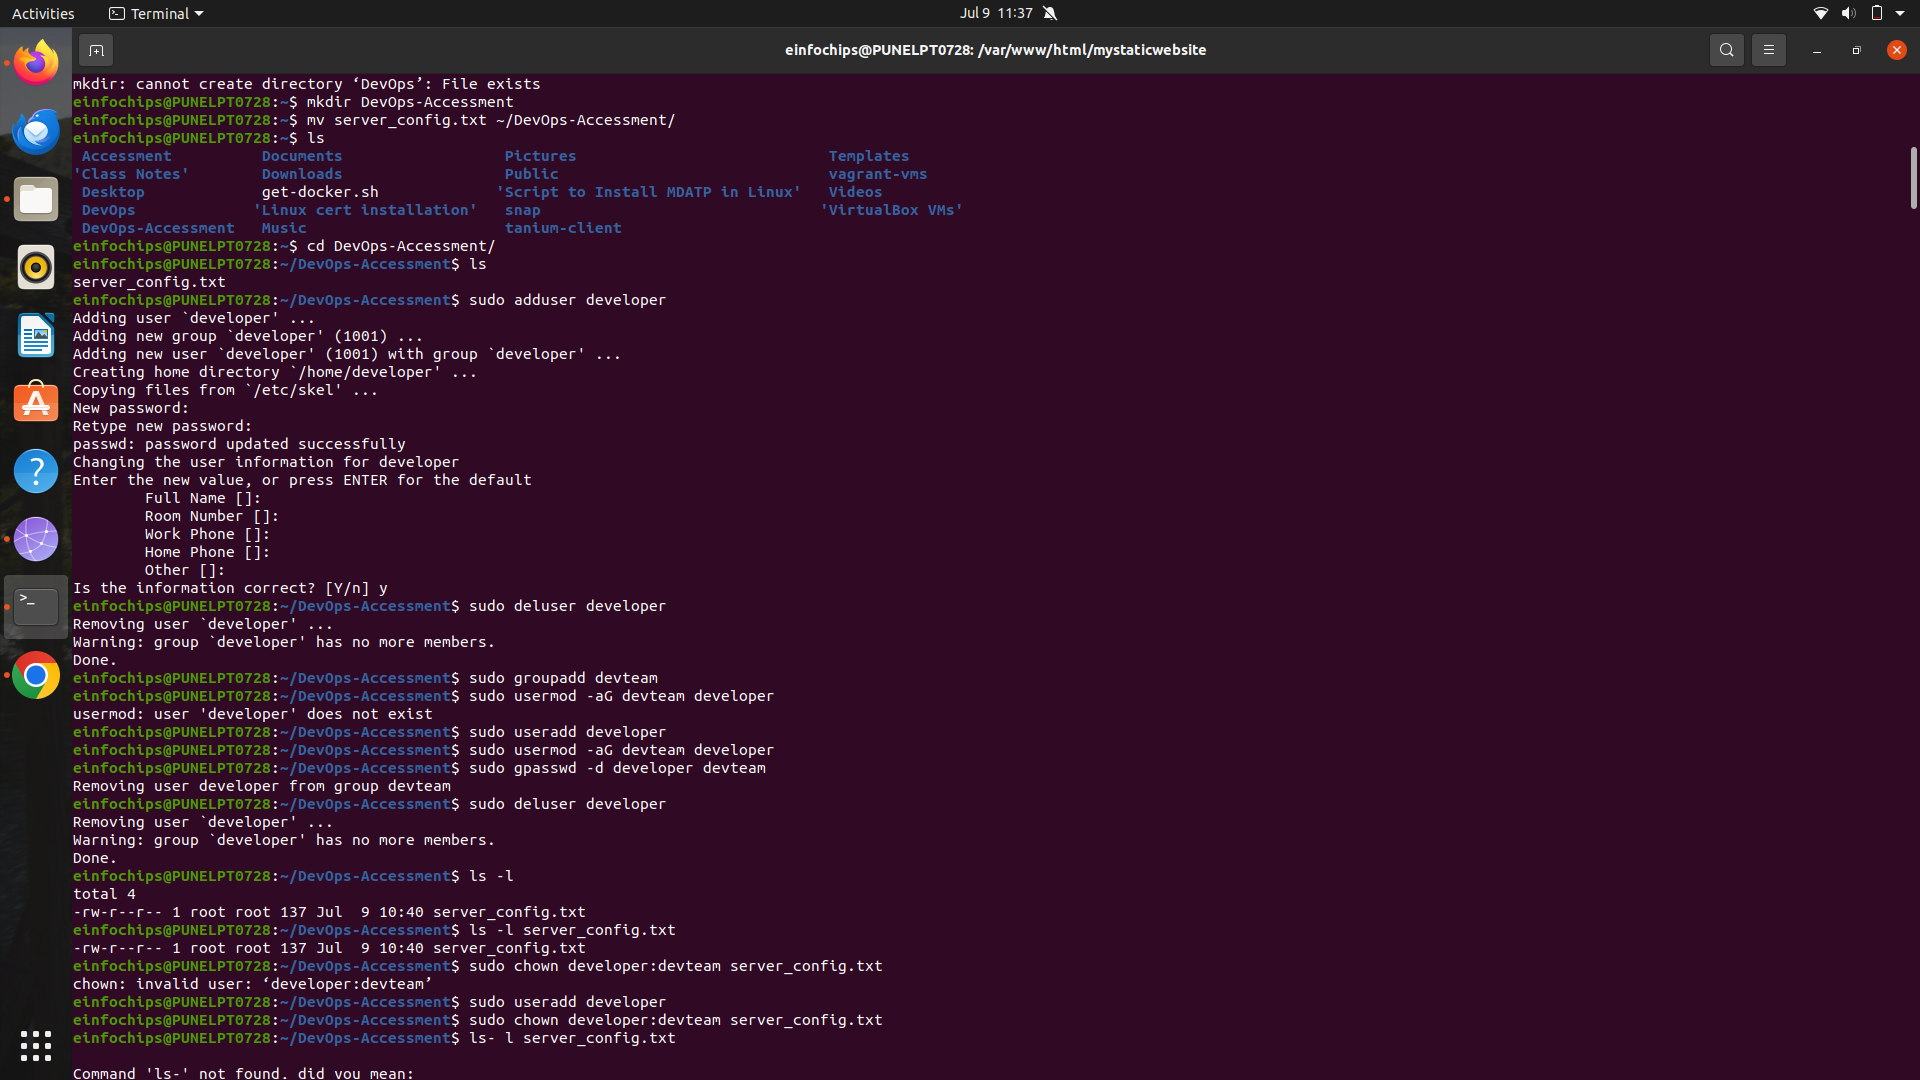 Activities
Terminal
Jul 9 11:37
einfochips@PUNELPT0728: /var/www/html/mystaticwebsite
mkdir: cannot create directory ‘DevOps’: File exists
einfochips@PUNELPT0728:~$ mkdir DevOps-Accessment
einfochips@PUNELPT0728:~$ mv server_config.txt ~/DevOps-Accessment/
einfochips@PUNELPT0728:~$ ls
 Accessment          Documents                  Pictures                            Templates
'Class Notes'        Downloads                  Public                              vagrant-vms
 Desktop             get-docker.sh             'Script to Install MDATP in Linux'   Videos
 DevOps             'Linux cert installation'   snap                               'VirtualBox VMs'
 DevOps-Accessment   Music                      tanium-client
einfochips@PUNELPT0728:~$ cd DevOps-Accessment/
einfochips@PUNELPT0728:~/DevOps-Accessment$ ls
server_config.txt
einfochips@PUNELPT0728:~/DevOps-Accessment$ sudo adduser developer
Adding user `developer' ...
Adding new group `developer' (1001) ...
Adding new user `developer' (1001) with group `developer' ...
Creating home directory `/home/developer' ...
Copying files from `/etc/skel' ...
New password:
Retype new password:
passwd: password updated successfully
Changing the user information for developer
Enter the new value, or press ENTER for the default
        Full Name []:
        Room Number []:
        Work Phone []:
        Home Phone []:
        Other []:
Is the information correct? [Y/n] y
einfochips@PUNELPT0728:~/DevOps-Accessment$ sudo deluser developer
Removing user `developer' ...
Warning: group `developer' has no more members.
Done.
einfochips@PUNELPT0728:~/DevOps-Accessment$ sudo groupadd devteam
einfochips@PUNELPT0728:~/DevOps-Accessment$ sudo usermod -aG devteam developer
usermod: user 'developer' does not exist
einfochips@PUNELPT0728:~/DevOps-Accessment$ sudo useradd developer
einfochips@PUNELPT0728:~/DevOps-Accessment$ sudo usermod -aG devteam developer
einfochips@PUNELPT0728:~/DevOps-Accessment$ sudo gpasswd -d developer devteam
Removing user developer from group devteam
einfochips@PUNELPT0728:~/DevOps-Accessment$ sudo deluser developer
Removing user `developer' ...
Warning: group `developer' has no more members.
Done.
einfochips@PUNELPT0728:~/DevOps-Accessment$ ls -l
total 4
-rw-r--r-- 1 root root 137 Jul  9 10:40 server_config.txt
einfochips@PUNELPT0728:~/DevOps-Accessment$ ls -l server_config.txt
-rw-r--r-- 1 root root 137 Jul  9 10:40 server_config.txt
einfochips@PUNELPT0728:~/DevOps-Accessment$ sudo chown developer:devteam server_config.txt
chown: invalid user: ‘developer:devteam’
einfochips@PUNELPT0728:~/DevOps-Accessment$ sudo useradd developer
einfochips@PUNELPT0728:~/DevOps-Accessment$ sudo chown developer:devteam server_config.txt
einfochips@PUNELPT0728:~/DevOps-Accessment$ ls- l server_config.txt
Command 'ls-' not found, did you mean: